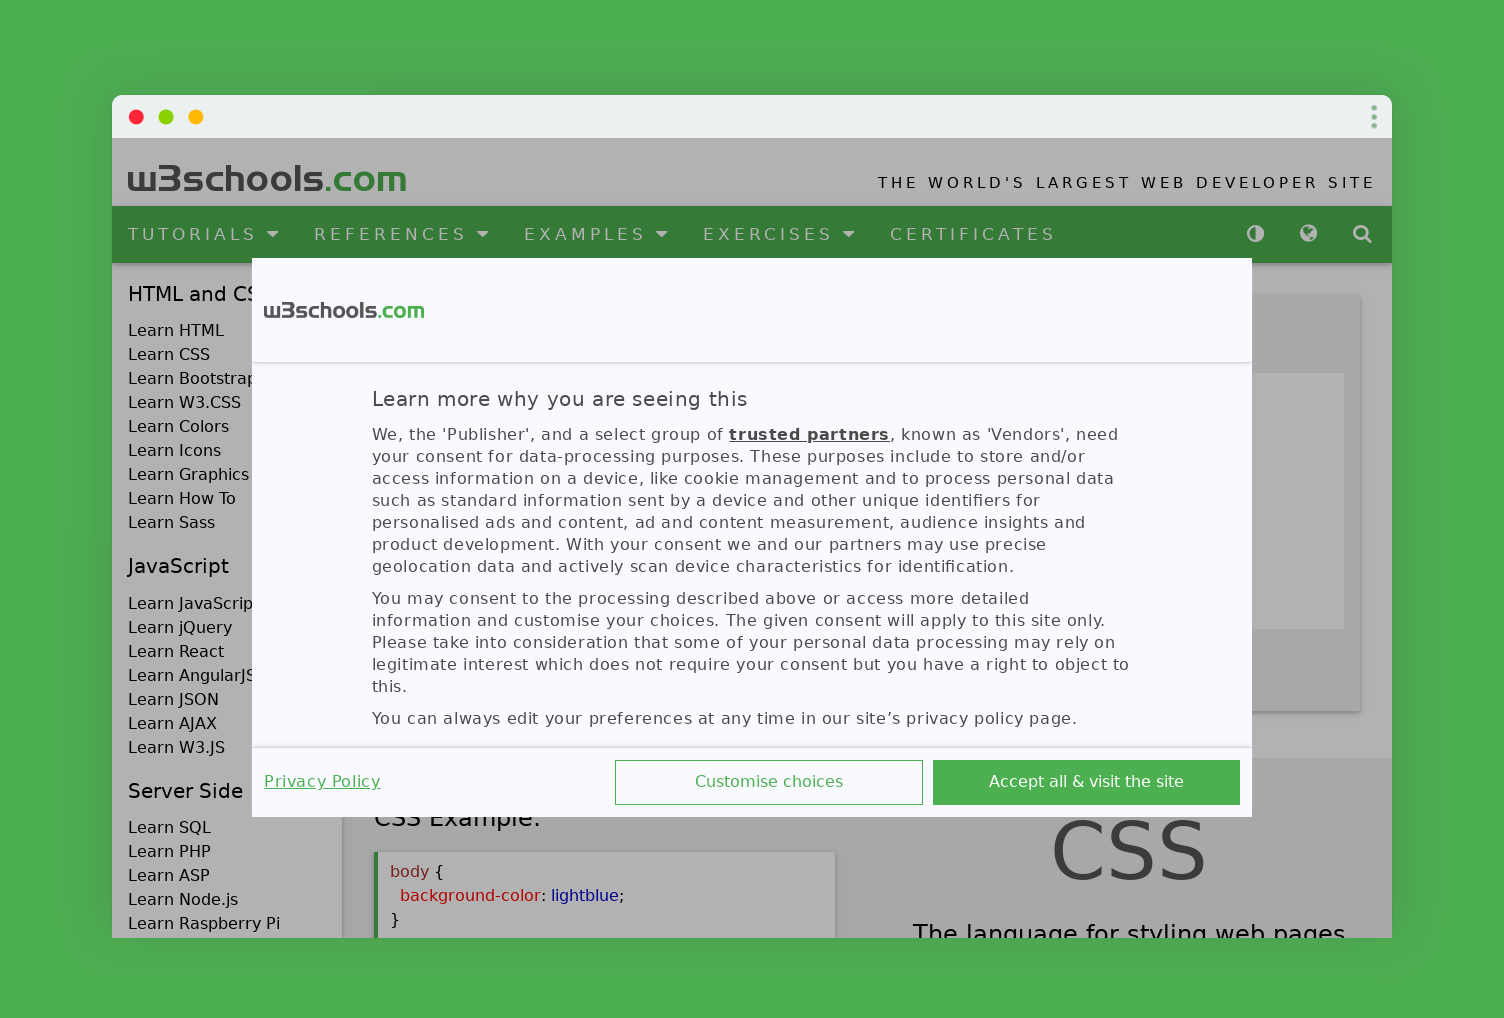 w3schools.com
THE WORLD'S LARGEST WEB DEVELOPER SITE
TUTORIALS REFERENCES EXAMPLES EXERCISES CERTIFICATES
HTML and CS
Learn HTML
Learn CSS
Learn Bootstrap
Learn W3.CSS
Learn Colors
Learn Icons
Learn Graphics
Learn How To
Learn Sass
JavaScript
Learn JavaScrip
Learn jQuery
Learn React
Learn AngularJS
Learn JSON
Learn AJAX
Learn W3.JS
Server Side
Learn SQL
Learn PHP
Learn ASP
Learn Node.js
Learn Raspberry Pi
w3schools.com
Learn more why you are seeing this
We, the 'Publisher', and a select group of trusted partners, known as 'Vendors', need
your consent for data-processing purposes. These purposes include to store and/or
access information on a device, like cookie management and to process personal data
such as standard information sent by a device and other unique identifiers for
personalised ads and content, ad and content measurement, audience insights and
product development. With your consent we and our partners may use precise
geolocation data and actively scan device characteristics for identification.
You may consent to the processing described above or access more detailed
information and customise your choices. The given consent will apply to this site only.
Please take into consideration that some of your personal data processing may rely on
legitimate interest which does not require your consent but you have a right to object to
this.
You can always edit your preferences at any time in our site’s privacy policy page.
Privacy Policy
Customise choices
Accept all & visit the site
CSS Example:
body {
background-color: lightblue;
}
CSS
The language for styling web pages